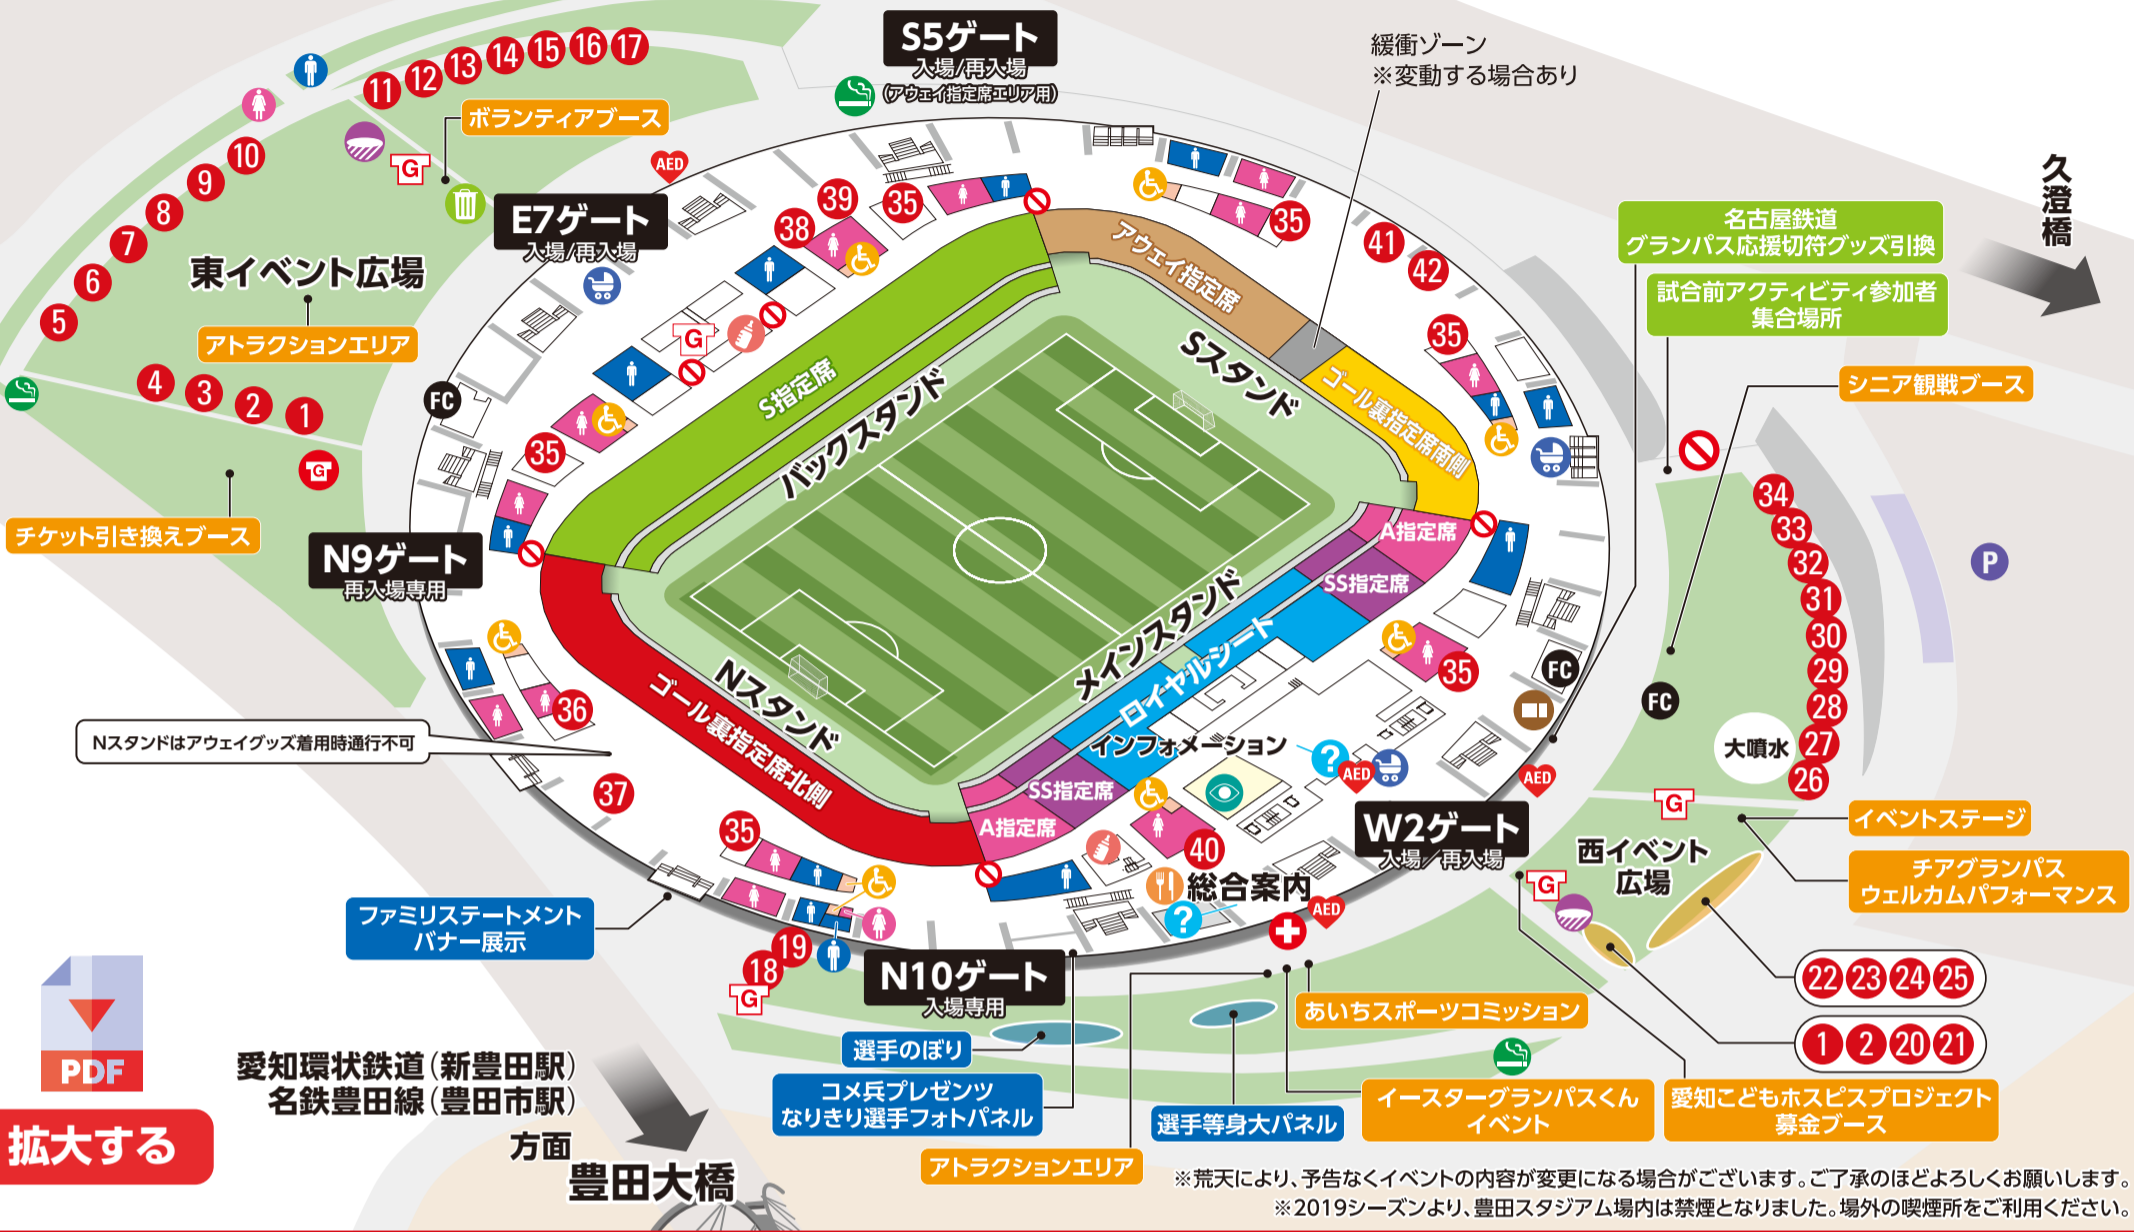 S5ゲート
入場/再入場
(アウェイ指定席エリア用)
緩衝ゾーン
※変動する場合あり
11 12 13 14 15 16 17
ボランティアブース
G
AED
久澄橋
5 6 7 8 9 10
E7ゲート
入場/再入場
38 39 35
35
41 42
名古屋鉄道
グランパス応援切符グッズ引換
試合前アクティビティ参加者
集合場所
東イベント広場
アトラクションエリア
アウェイ指定席
シニア観戦ブース
4 3 2 1
G
G
FC
S指定席
バックスタンド
Sスタンド
ゴール裏指定席南側
35
35
チケット引き換えブース
N9ゲート
再入場専用
A指定席
SS指定席
34
33
32
31
30
29
28
27
26
P
メインスタンド
ロイヤルシート
35
FC
FC
大噴水
36
Nスタンドはアウェイグッズ着用時通行不可
Nスタンド
ゴール裏指定席北側
37
35
インフォメーション
?
AED
AED
SS指定席
A指定席
W2ゲート
入場/再入場
G
イベントステージ
西イベント
広場
チアグランパス
ウェルカムパフォーマンス
40
総合案内
?
AED
G
ファミリステートメント
バナー展示
19
18
G
N10ゲート
入場専用
22 23 24 25
1 2 20 21
あいちスポーツコミッション
選手のぼり
コメ兵プレゼンツ
なりきり選手フォトパネル
選手等身大パネル
イースターグランパスくん
イベント
愛知こどもホスピスプロジェクト
募金ブース
アトラクションエリア
PDF
拡大する
愛知環状鉄道(新豊田駅)
名鉄豊田線(豊田市駅)
方面
豊田大橋
※荒天により、予告なくイベントの内容が変更になる場合がございます。ご了承のほどよろしくお願いします。
※2019シーズンより、豊田スタジアム場内は禁煙となりました。場外の喫煙所をご利用ください。